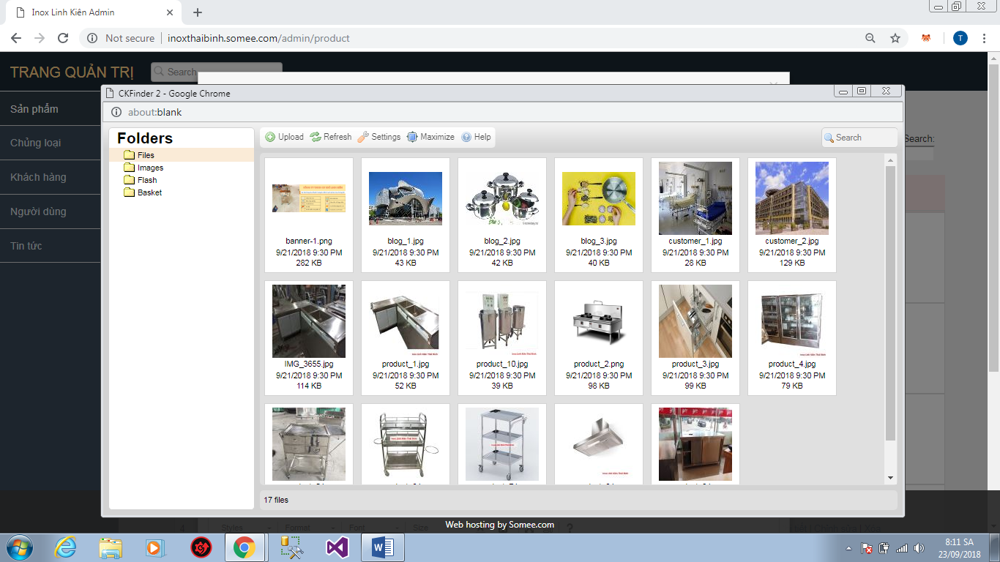 Inox Linh Kiên Admin
Not secure
inoxthaibinh.somee.com/admin/product
T
TRANG QUẢN TRỊ
Search
Sản phẩm
Chủng loại
Khách hàng
Người dùng
Tin tức
Search:
CKFinder 2 - Google Chrome
about:blank
Folders
Files
Images
Flash
Basket
Upload
Refresh
Settings
Maximize
Help
Search
banner-1.png
9/21/2018 9:30 PM
282 KB
blog_1.jpg
9/21/2018 9:30 PM
43 KB
blog_2.jpg
9/21/2018 9:30 PM
42 KB
blog_3.jpg
9/21/2018 9:30 PM
40 KB
customer_1.jpg
9/21/2018 9:30 PM
28 KB
customer_2.jpg
9/21/2018 9:30 PM
129 KB
IMG_3655.jpg
9/21/2018 9:30 PM
114 KB
product_1.jpg
9/21/2018 9:30 PM
52 KB
product_10.jpg
9/21/2018 9:30 PM
39 KB
product_2.png
9/21/2018 9:30 PM
98 KB
product_3.jpg
9/21/2018 9:30 PM
99 KB
product_4.jpg
9/21/2018 9:30 PM
79 KB
17 files
4
Styles
Format
Font
Size
Web hosting by Somee.com
8:11 SA
23/09/2018